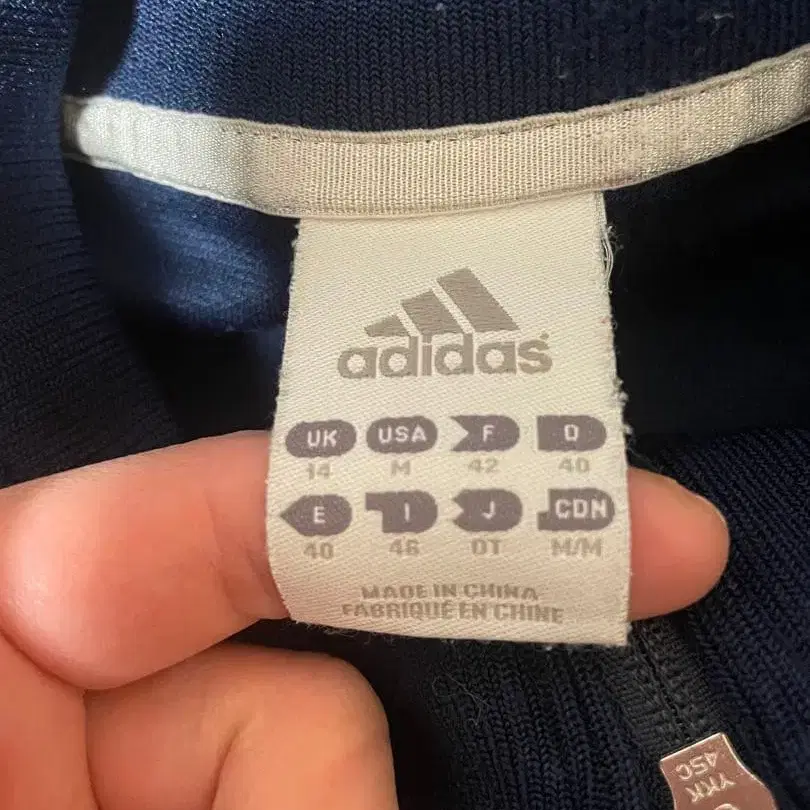 adidas
UK USA F D
14 M 42 40
E I J CDN
40 46 OT M/M
MADE IN CHINA
FABRIQUÉ EN CHINE
YKK
45C